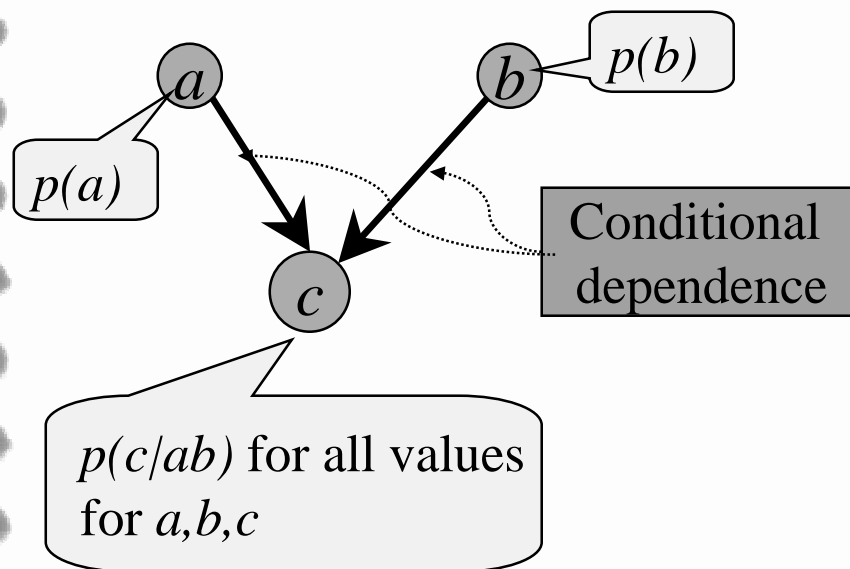 a
b
p(b)
p(a)
Conditional
dependence
c
p(c/ab) for all values
for a,b,c